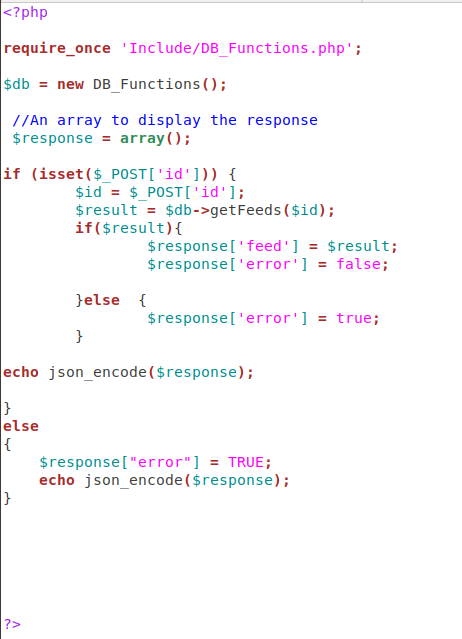 <?php
require_once 'Include/DB_Functions.php';
$db = new DB_Functions();
//An array to display the response
$response = array();
if (isset($_POST['id'])) {
$id = $_POST['id'];
$result = $db->getFeeds($id);
if($result){
$response['feed'] = $result;
$response['error'] = false;
}else  {
$response['error'] = true;
}
echo json_encode($response);
}
else
{
$response["error"] = TRUE;
echo json_encode($response);
}
?>